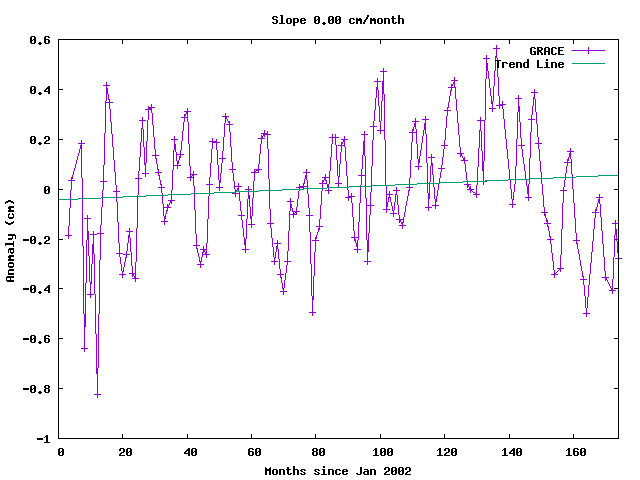 Slope 0.00 cm/month
GRACE
Trend Line
0.6
0.4
0.2
0
-0.2
-0.4
-0.6
-0.8
-1
Anomaly (cm)
0 20 40 60 80 100 120 140 160
Months since Jan 2002